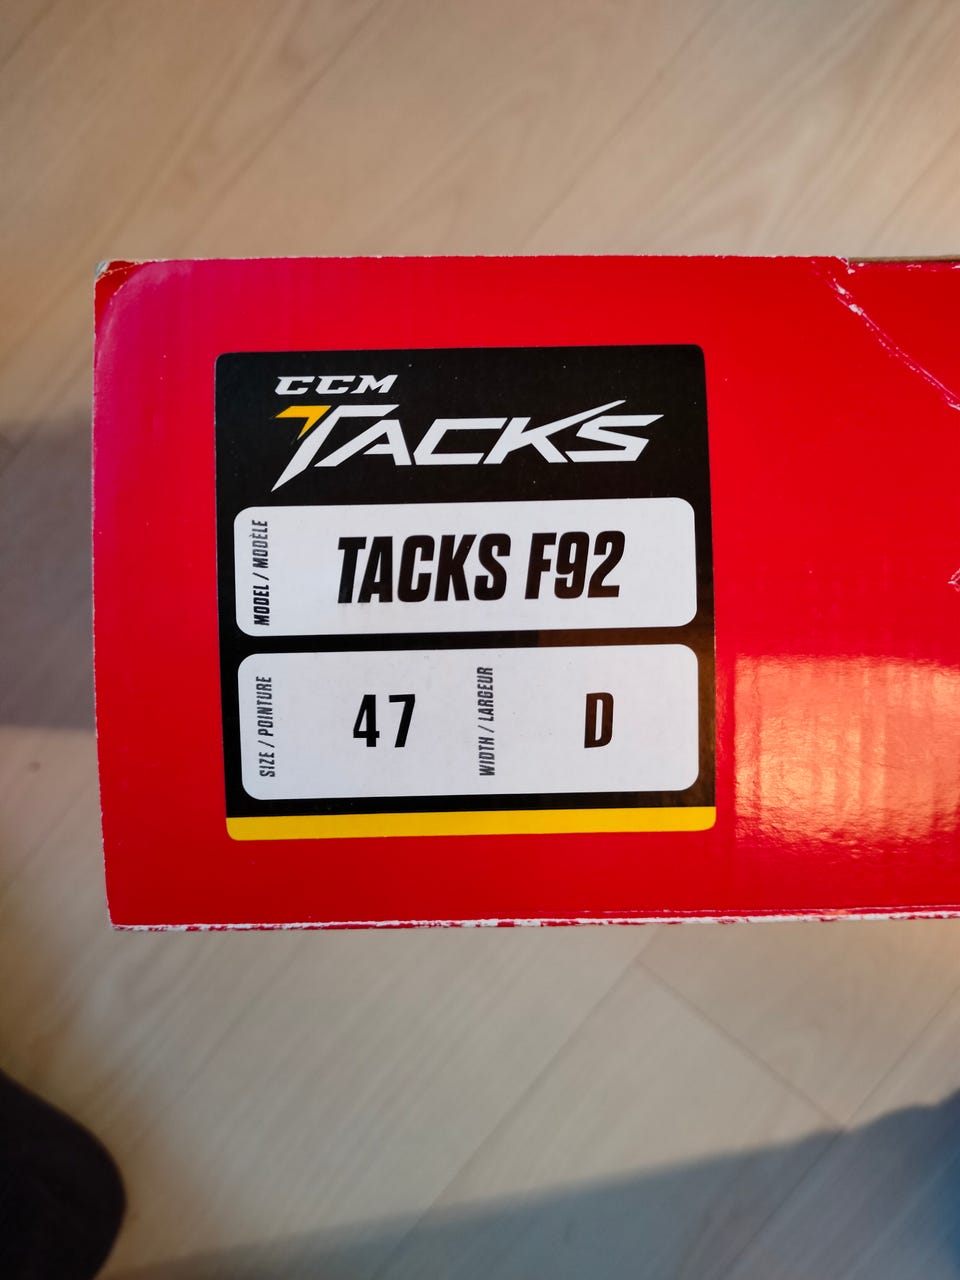 CCM
TACKS
MODEL / MODÈLE
TACKS F92
SIZE / POINTURE
47
WIDTH / LARGEUR
D